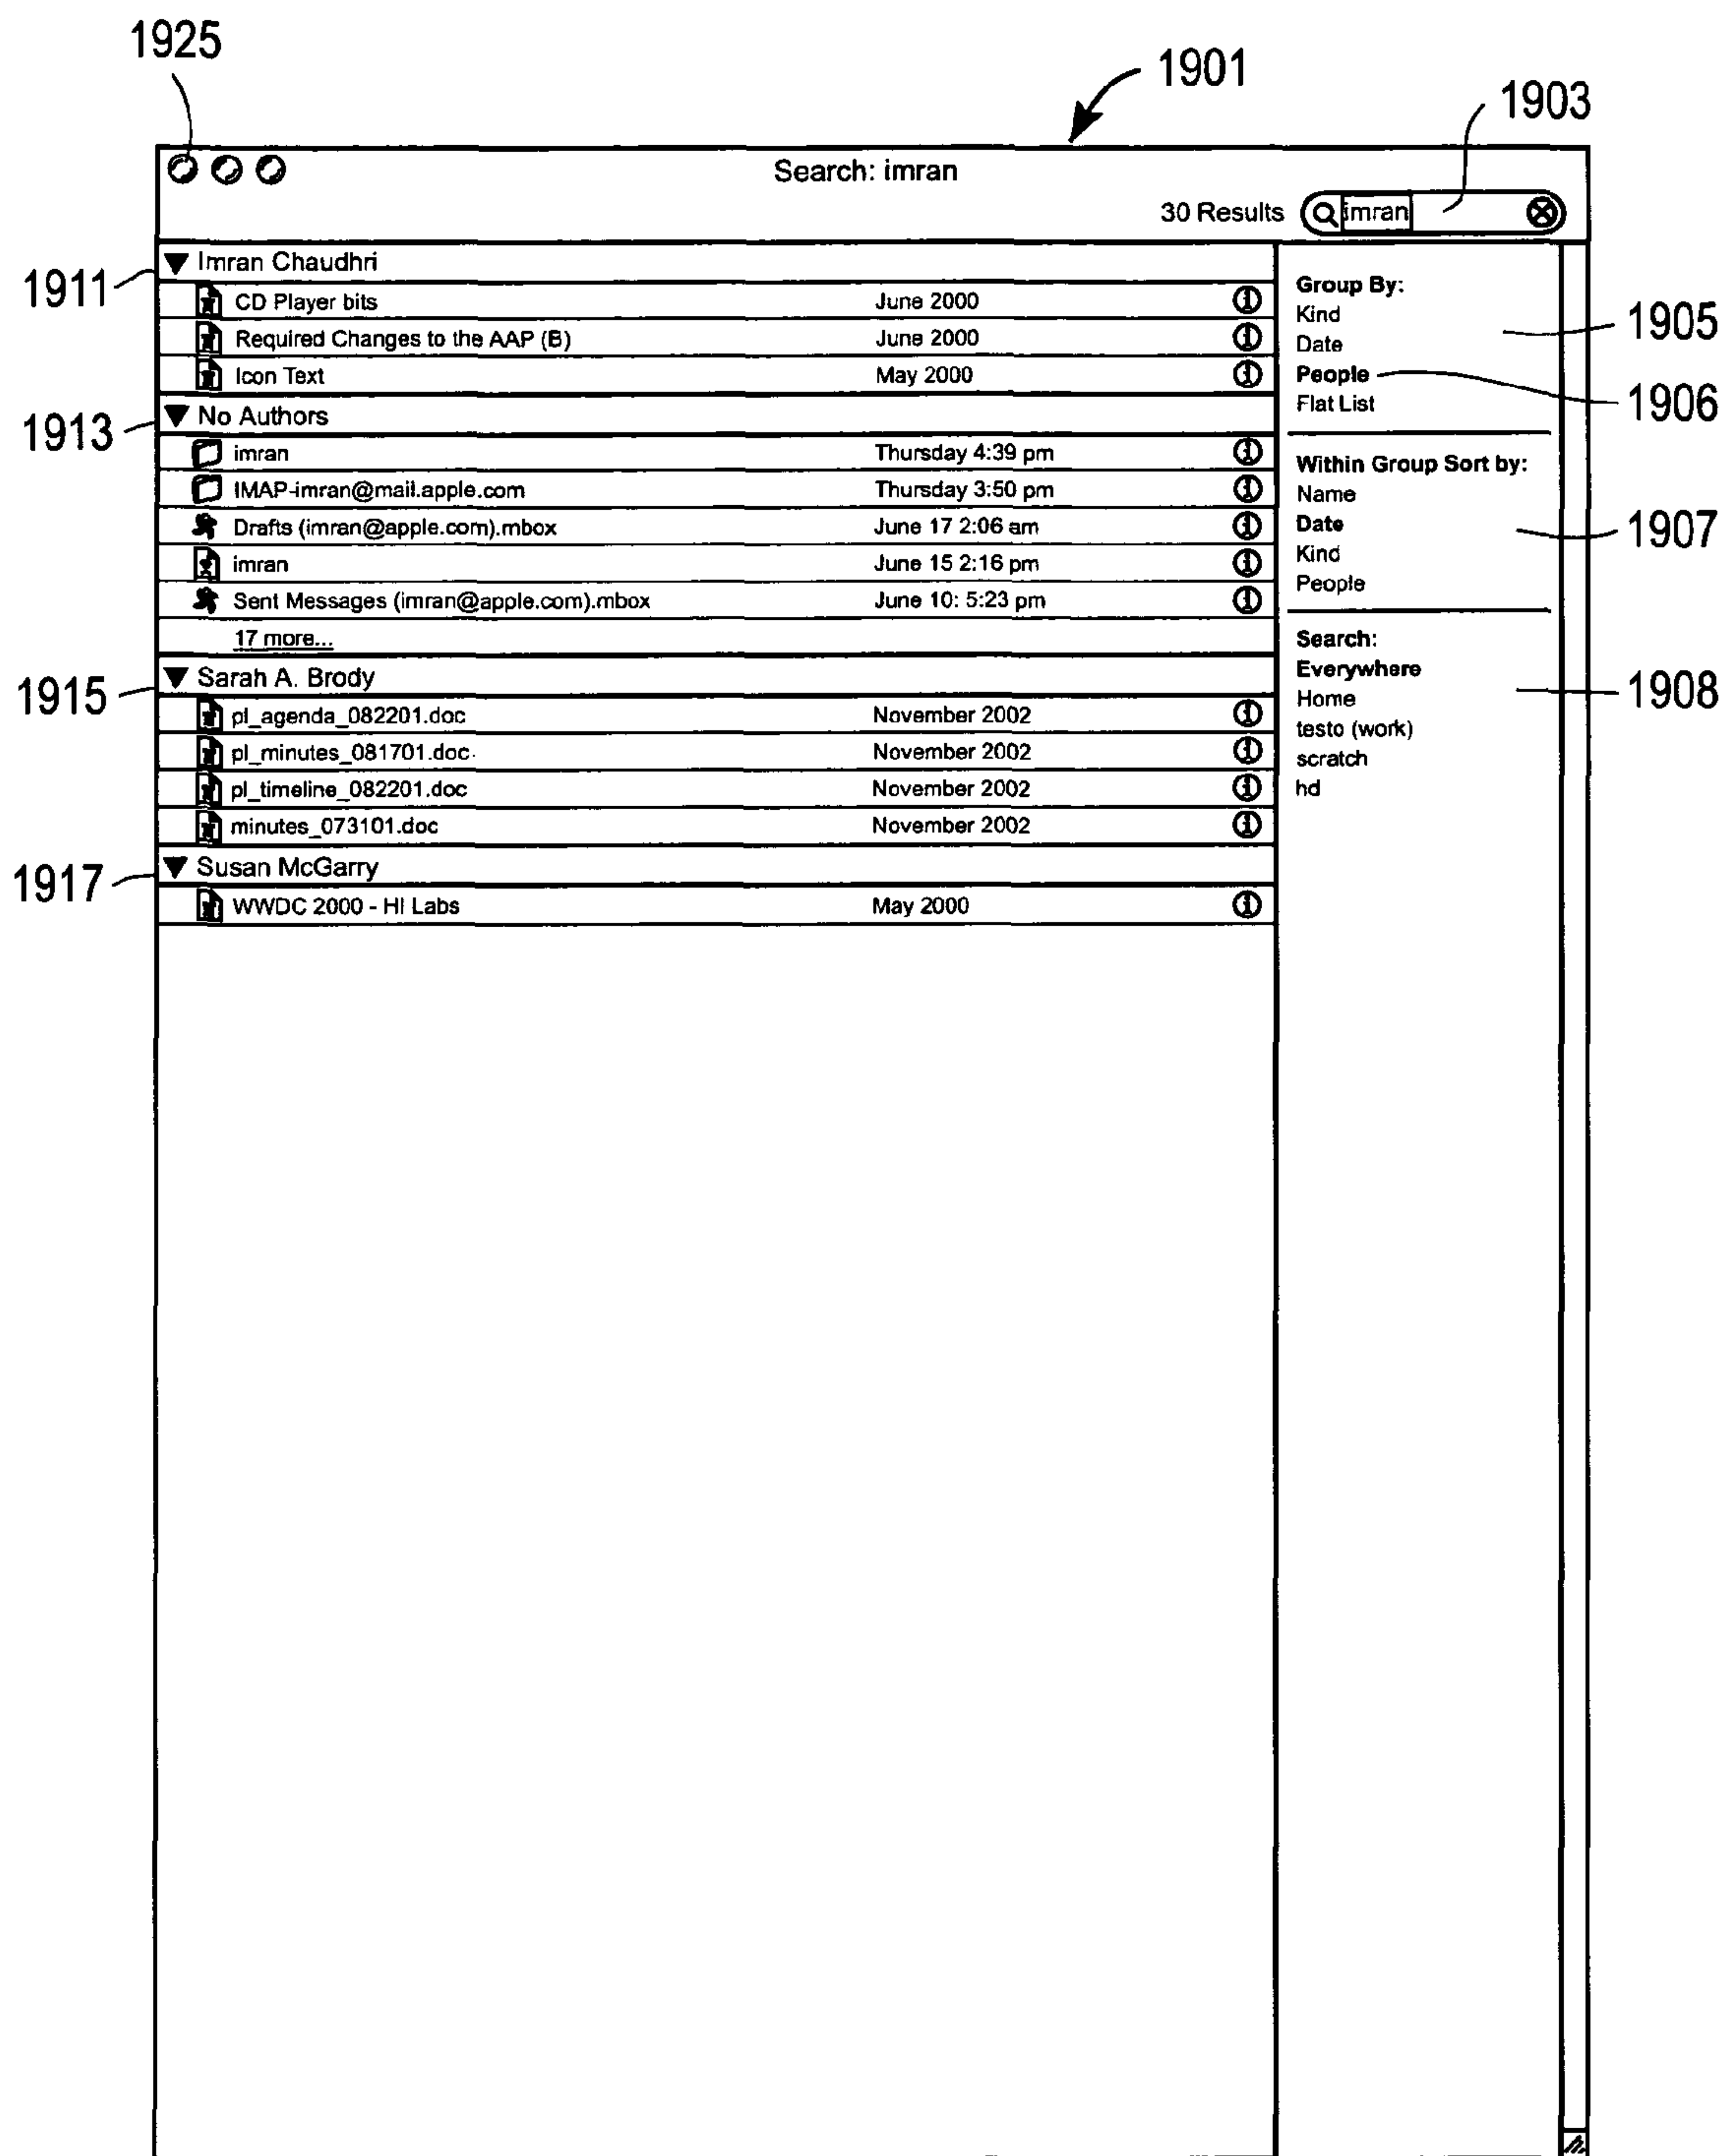 1925
1901
1903
Search: imran
30 Results imran
1911
Imran Chaudhri
CD Player bits June 2000
Required Changes to the AAP (B) June 2000
Icon Text May 2000
1913
No Authors
imran Thursday 4:39 pm
IMAP-imran@mail.apple.com Thursday 3:50 pm
Drafts (imran@apple.com).mbox June 17 2:06 am
imran June 15 2:16 pm
Sent Messages (imran@apple.com).mbox June 10: 5:23 pm
17 more...
1915
Sarah A. Brody
pl_agenda_082201.doc November 2002
pl_minutes_081701.doc November 2002
pl_timeline_082201.doc November 2002
minutes_073101.doc November 2002
1917
Susan McGarry
WWDC 2000 - HI Labs May 2000
Group By:
Kind
Date
People
Flat List
1905
1906
Within Group Sort by:
Name
Date
Kind
People
1907
Search:
Everywhere
Home
testo (work)
scratch
hd
1908